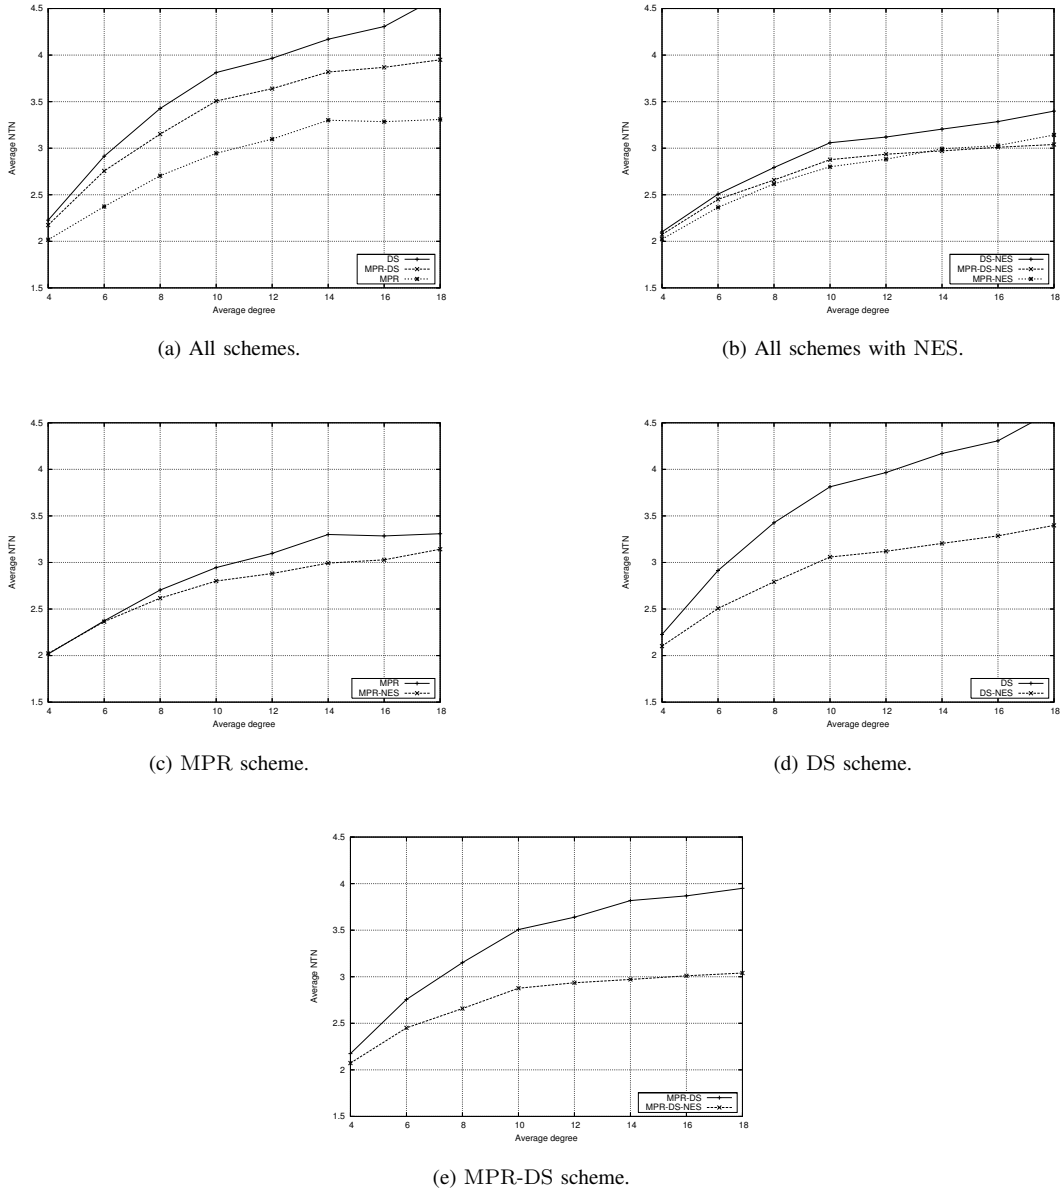 4.5
4
3.5
3
2.5
2
1.5
Average NTN
4 6 8 10 12 14 16 18
Average degree
DS
MPR-DS
MPR
(a) All schemes.
4.5
4
3.5
3
2.5
2
1.5
Average NTN
4 6 8 10 12 14 16 18
Average degree
DS-NES
MPR-DS-NES
MPR-NES
(b) All schemes with NES.
4.5
4
3.5
3
2.5
2
1.5
Average NTN
4 6 8 10 12 14 16 18
Average degree
MPR
MPR-NES
(c) MPR scheme.
4.5
4
3.5
3
2.5
2
1.5
Average NTN
4 6 8 10 12 14 16 18
Average degree
DS
DS-NES
(d) DS scheme.
4.5
4
3.5
3
2.5
2
1.5
Average NTN
4 6 8 10 12 14 16 18
Average degree
MPR-DS
MPR-DS-NES
(e) MPR-DS scheme.